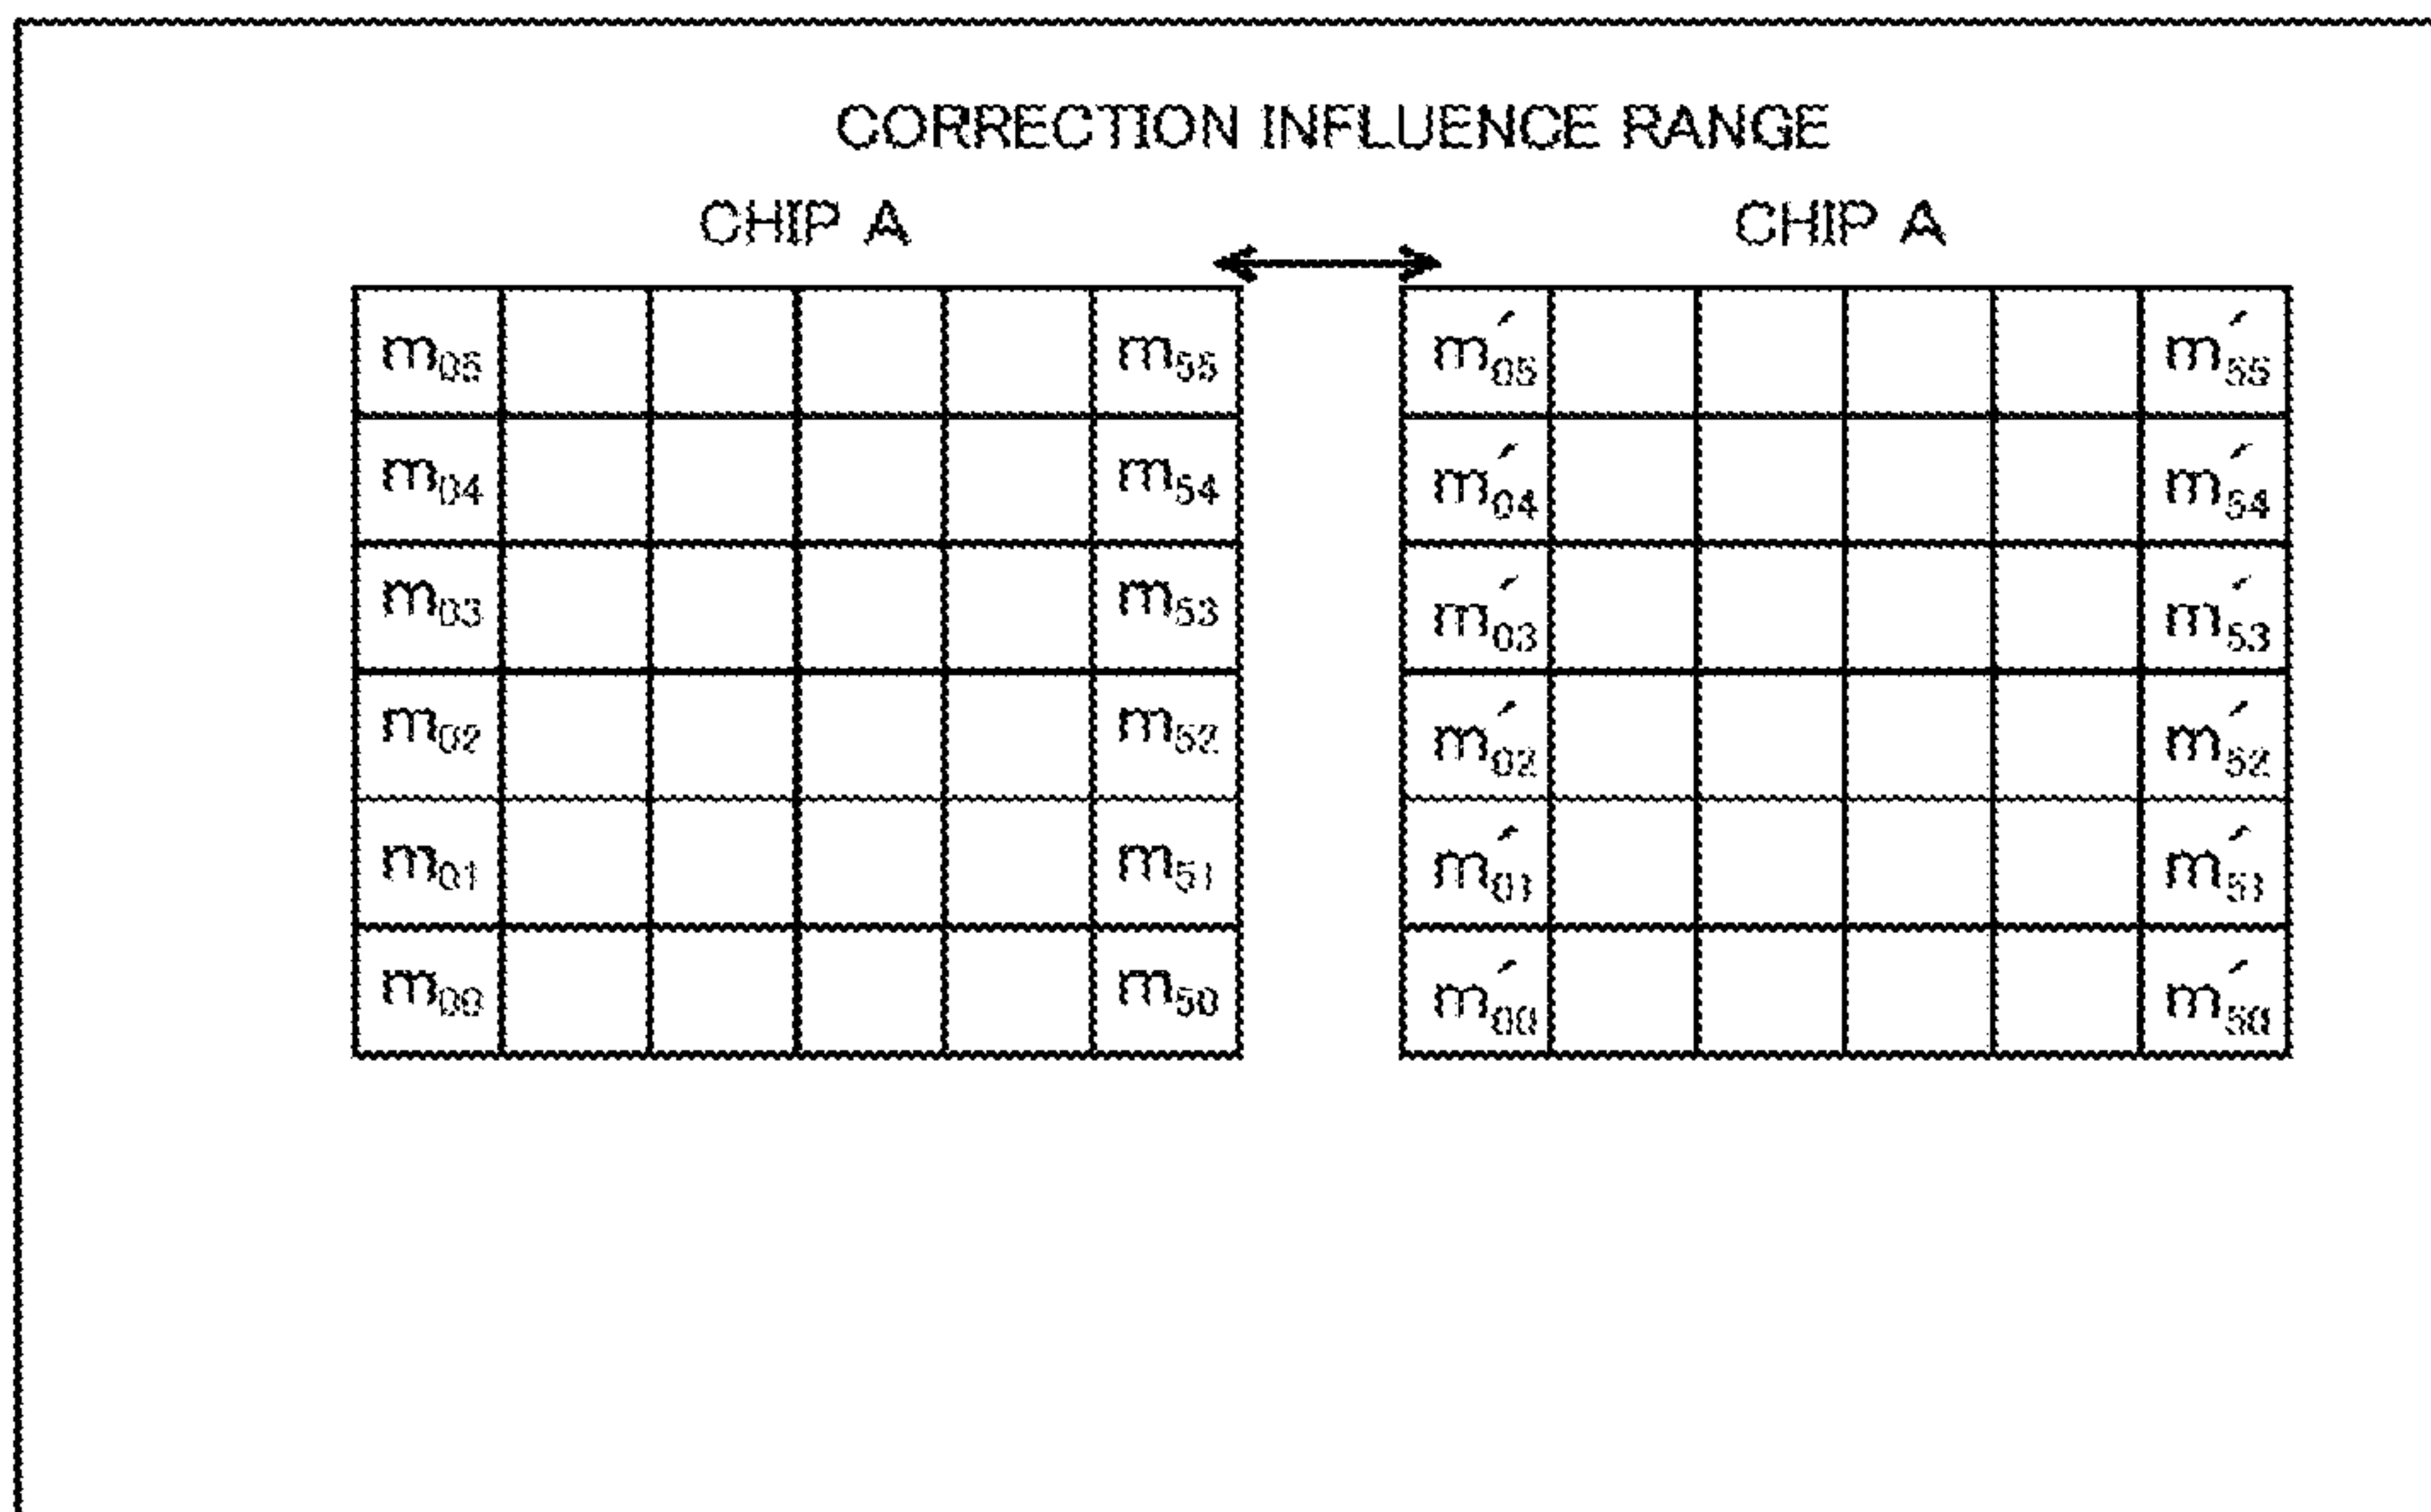 CORRECTION INFLUENCE RANGE
CHIP A CHIP A
m05 m55 m′05 m′55
m04 m54 m′04 m′54
m03 m53 m′03 m′53
m02 m52 m′02 m′52
m01 m51 m′01 m′51
m00 m50 m′00 m′50